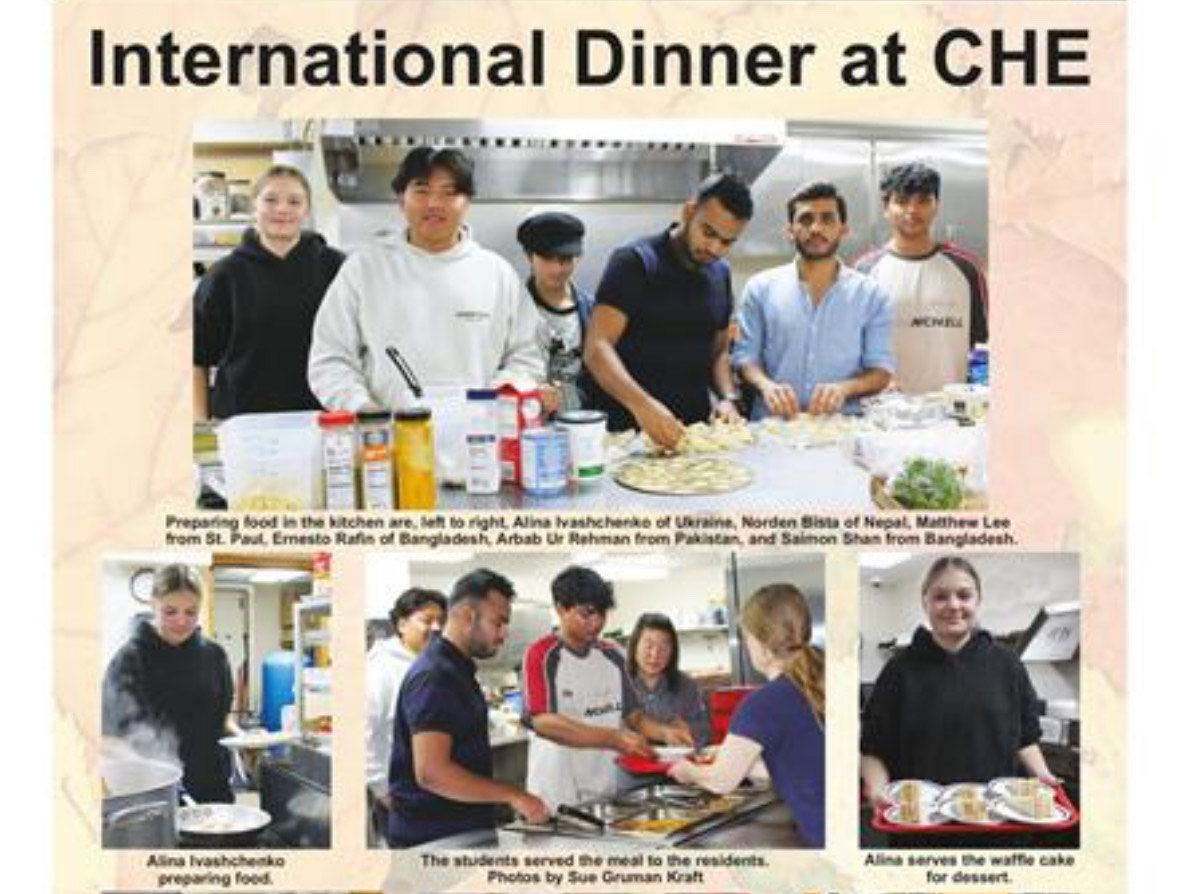 International Dinner at CHE
Preparing food in the kitchen are, left to right, Alina Ivashchenko of Ukraine, Norden Bista of Nepal, Matthew Lee
from St. Paul, Ernesto Rafin of Bangladesh, Arbab Ur Rehman from Pakistan, and Saimon Shan from Bangladesh.
Alina Ivashchenko
preparing food.
The students served the meal to the residents.
Photos by Sue Gruman Kraft
Alina serves the waffle cake
for dessert.